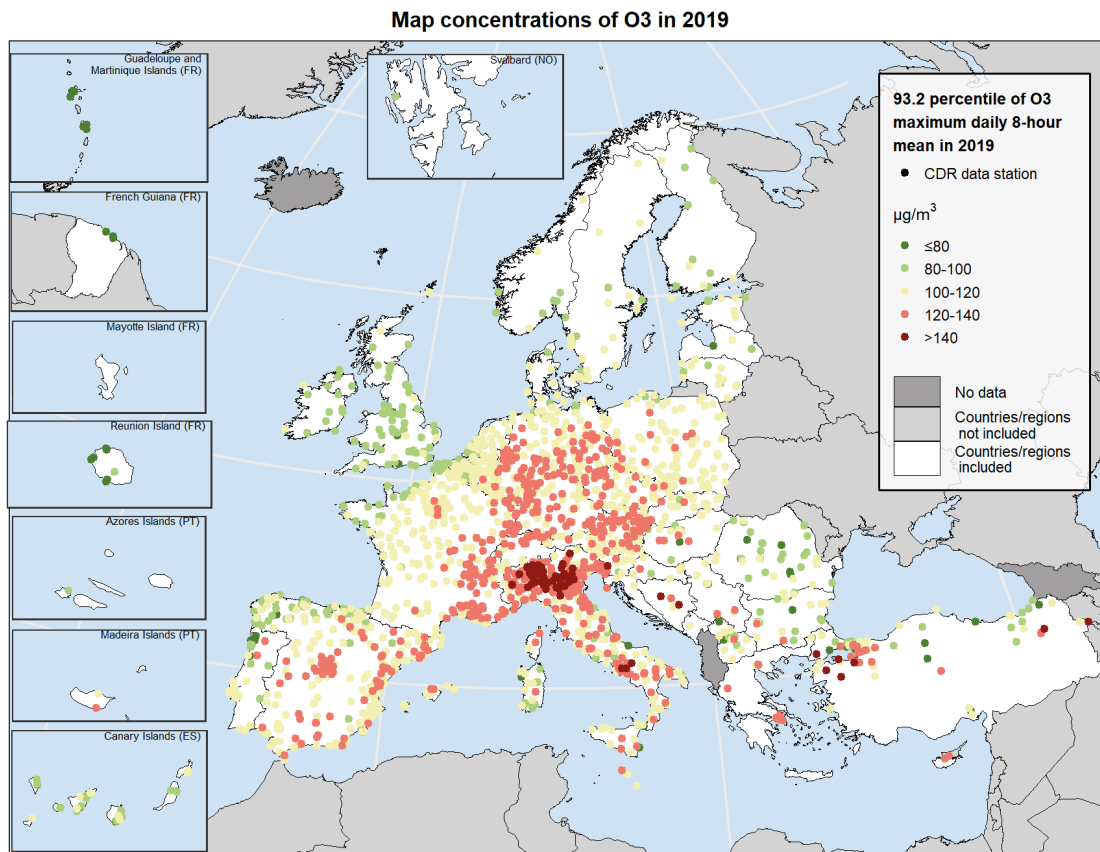 Map concentrations of O3 in 2019
Guadeloupe and
Martinique Islands (FR)
Svalbard (NO)
French Guiana (FR)
Mayotte Island (FR)
Reunion Island (FR)
Azores Islands (PT)
Madeira Islands (PT)
Canary Islands (ES)
93.2 percentile of O3
maximum daily 8-hour
mean in 2019
CDR data station
µg/m³
≤80
80-100
100-120
120-140
>140
No data
Countries/regions
not included
Countries/regions
included